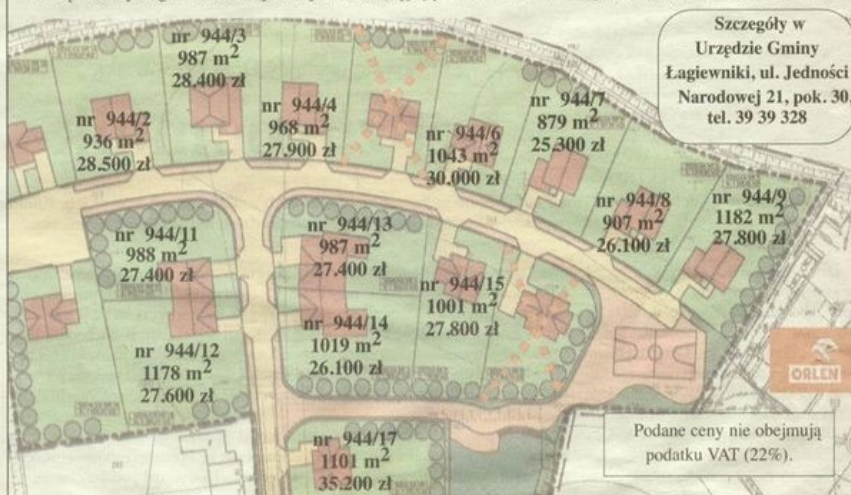 nr 944/3
987 m²
28.400 zł
nr 944/2
936 m²
28.500 zł
nr 944/4
968 m²
27.900 zł
nr 944/6
1043 m²
30.000 zł
nr 944/7
879 m²
25.300 zł
nr 944/8
907 m²
26.100 zł
nr 944/9
1182 m²
27.800 zł
Szczegóły w
Urzędzie Gminy
Łagiewniki, ul. Jedności
Narodowej 21, pok. 30.
tel. 39 39 328
nr 944/11
988 m²
27.400 zł
nr 944/13
987 m²
27.400 zł
nr 944/15
1001 m²
27.800 zł
nr 944/12
1178 m²
27.600 zł
nr 944/14
1019 m²
26.100 zł
nr 944/17
1101 m²
35.200 zł
ORLEN
Podane ceny nie obejmują
podatku VAT (22%).